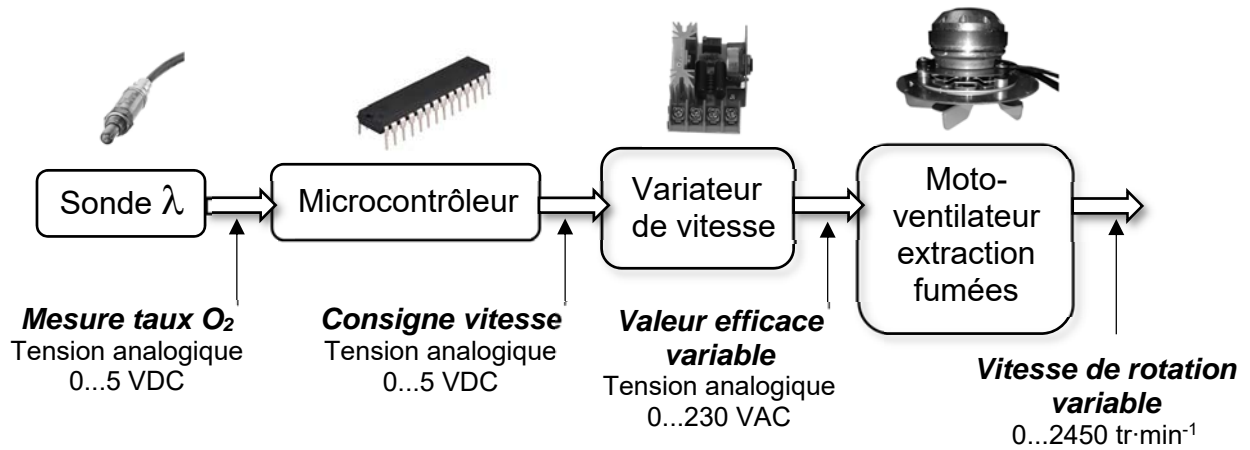 Sonde λ
Microcontrôleur
Variateur
de vitesse
Moto-
ventilateur
extraction
fumées
Mesure taux O₂
Tension analogique
0...5 VDC
Consigne vitesse
Tension analogique
0...5 VDC
Valeur efficace
variable
Tension analogique
0...230 VAC
Vitesse de rotation
variable
0...2450 tr·min⁻¹